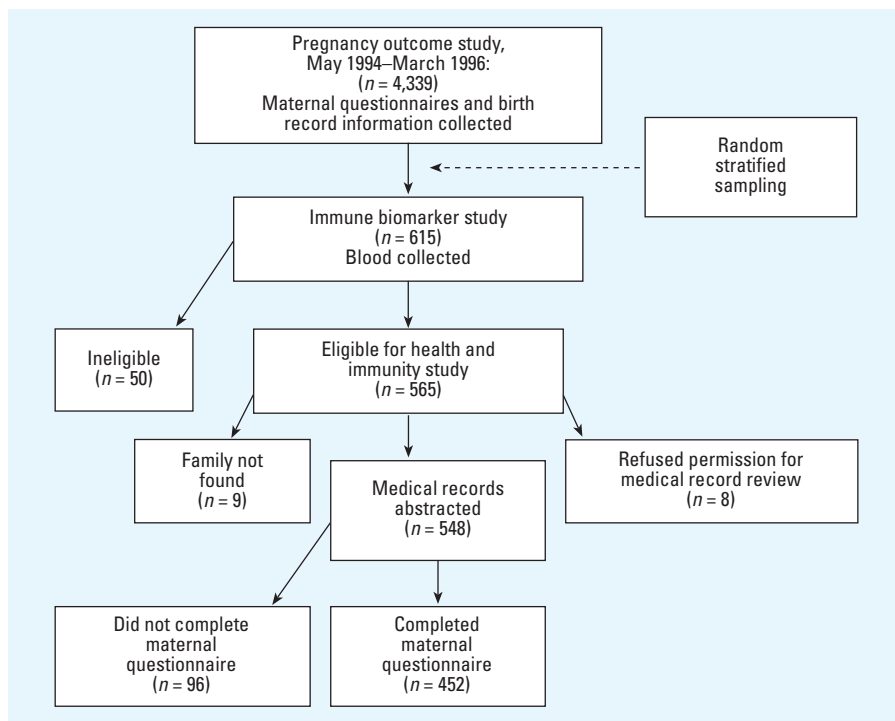 Pregnancy outcome study,
May 1994–March 1996:
(n = 4,339)
Maternal questionnaires and birth
record information collected
Random
stratified
sampling
Immune biomarker study
(n = 615)
Blood collected
Ineligible
(n = 50)
Eligible for health and
immunity study
(n = 565)
Family not
found
(n = 9)
Medical records
abstracted
(n = 548)
Refused permission for
medical record review
(n = 8)
Did not complete
maternal
questionnaire
(n = 96)
Completed
maternal
questionnaire
(n = 452)